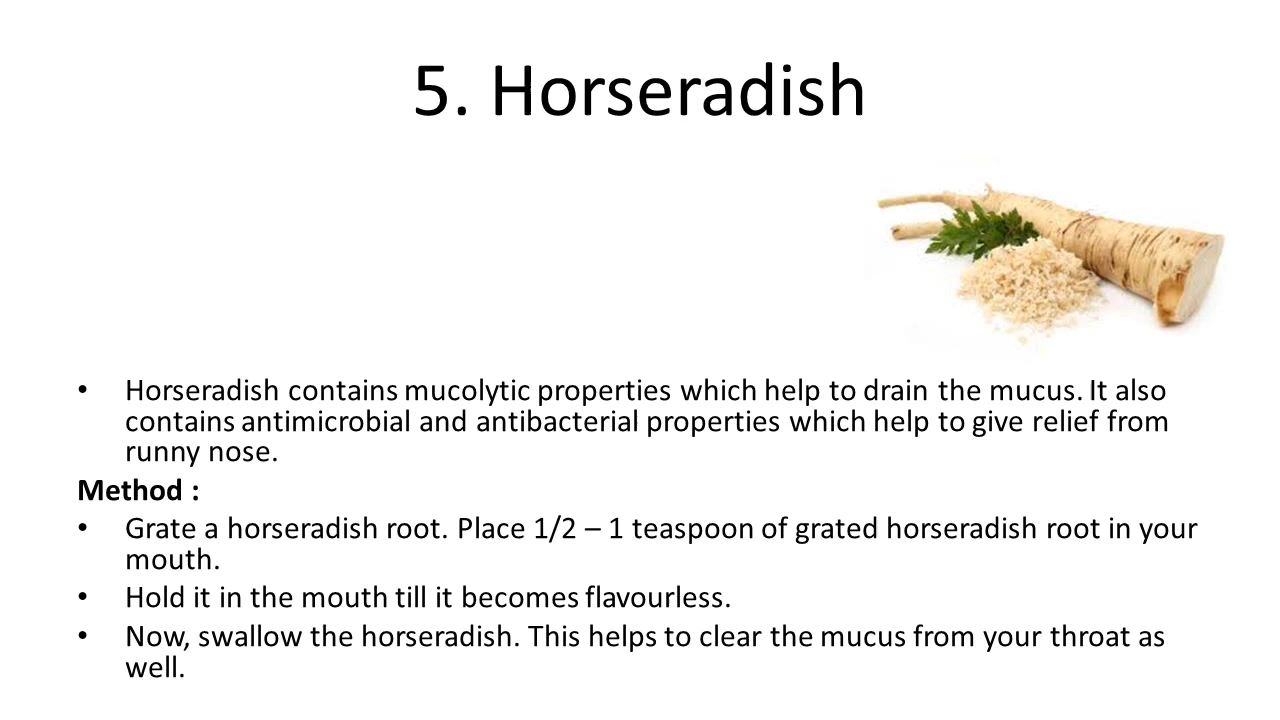 5. Horseradish
• Horseradish contains mucolytic properties which help to drain the mucus. It also
contains antimicrobial and antibacterial properties which help to give relief from
runny nose.
Method :
• Grate a horseradish root. Place 1/2 – 1 teaspoon of grated horseradish root in your
mouth.
• Hold it in the mouth till it becomes flavourless.
• Now, swallow the horseradish. This helps to clear the mucus from your throat as
well.